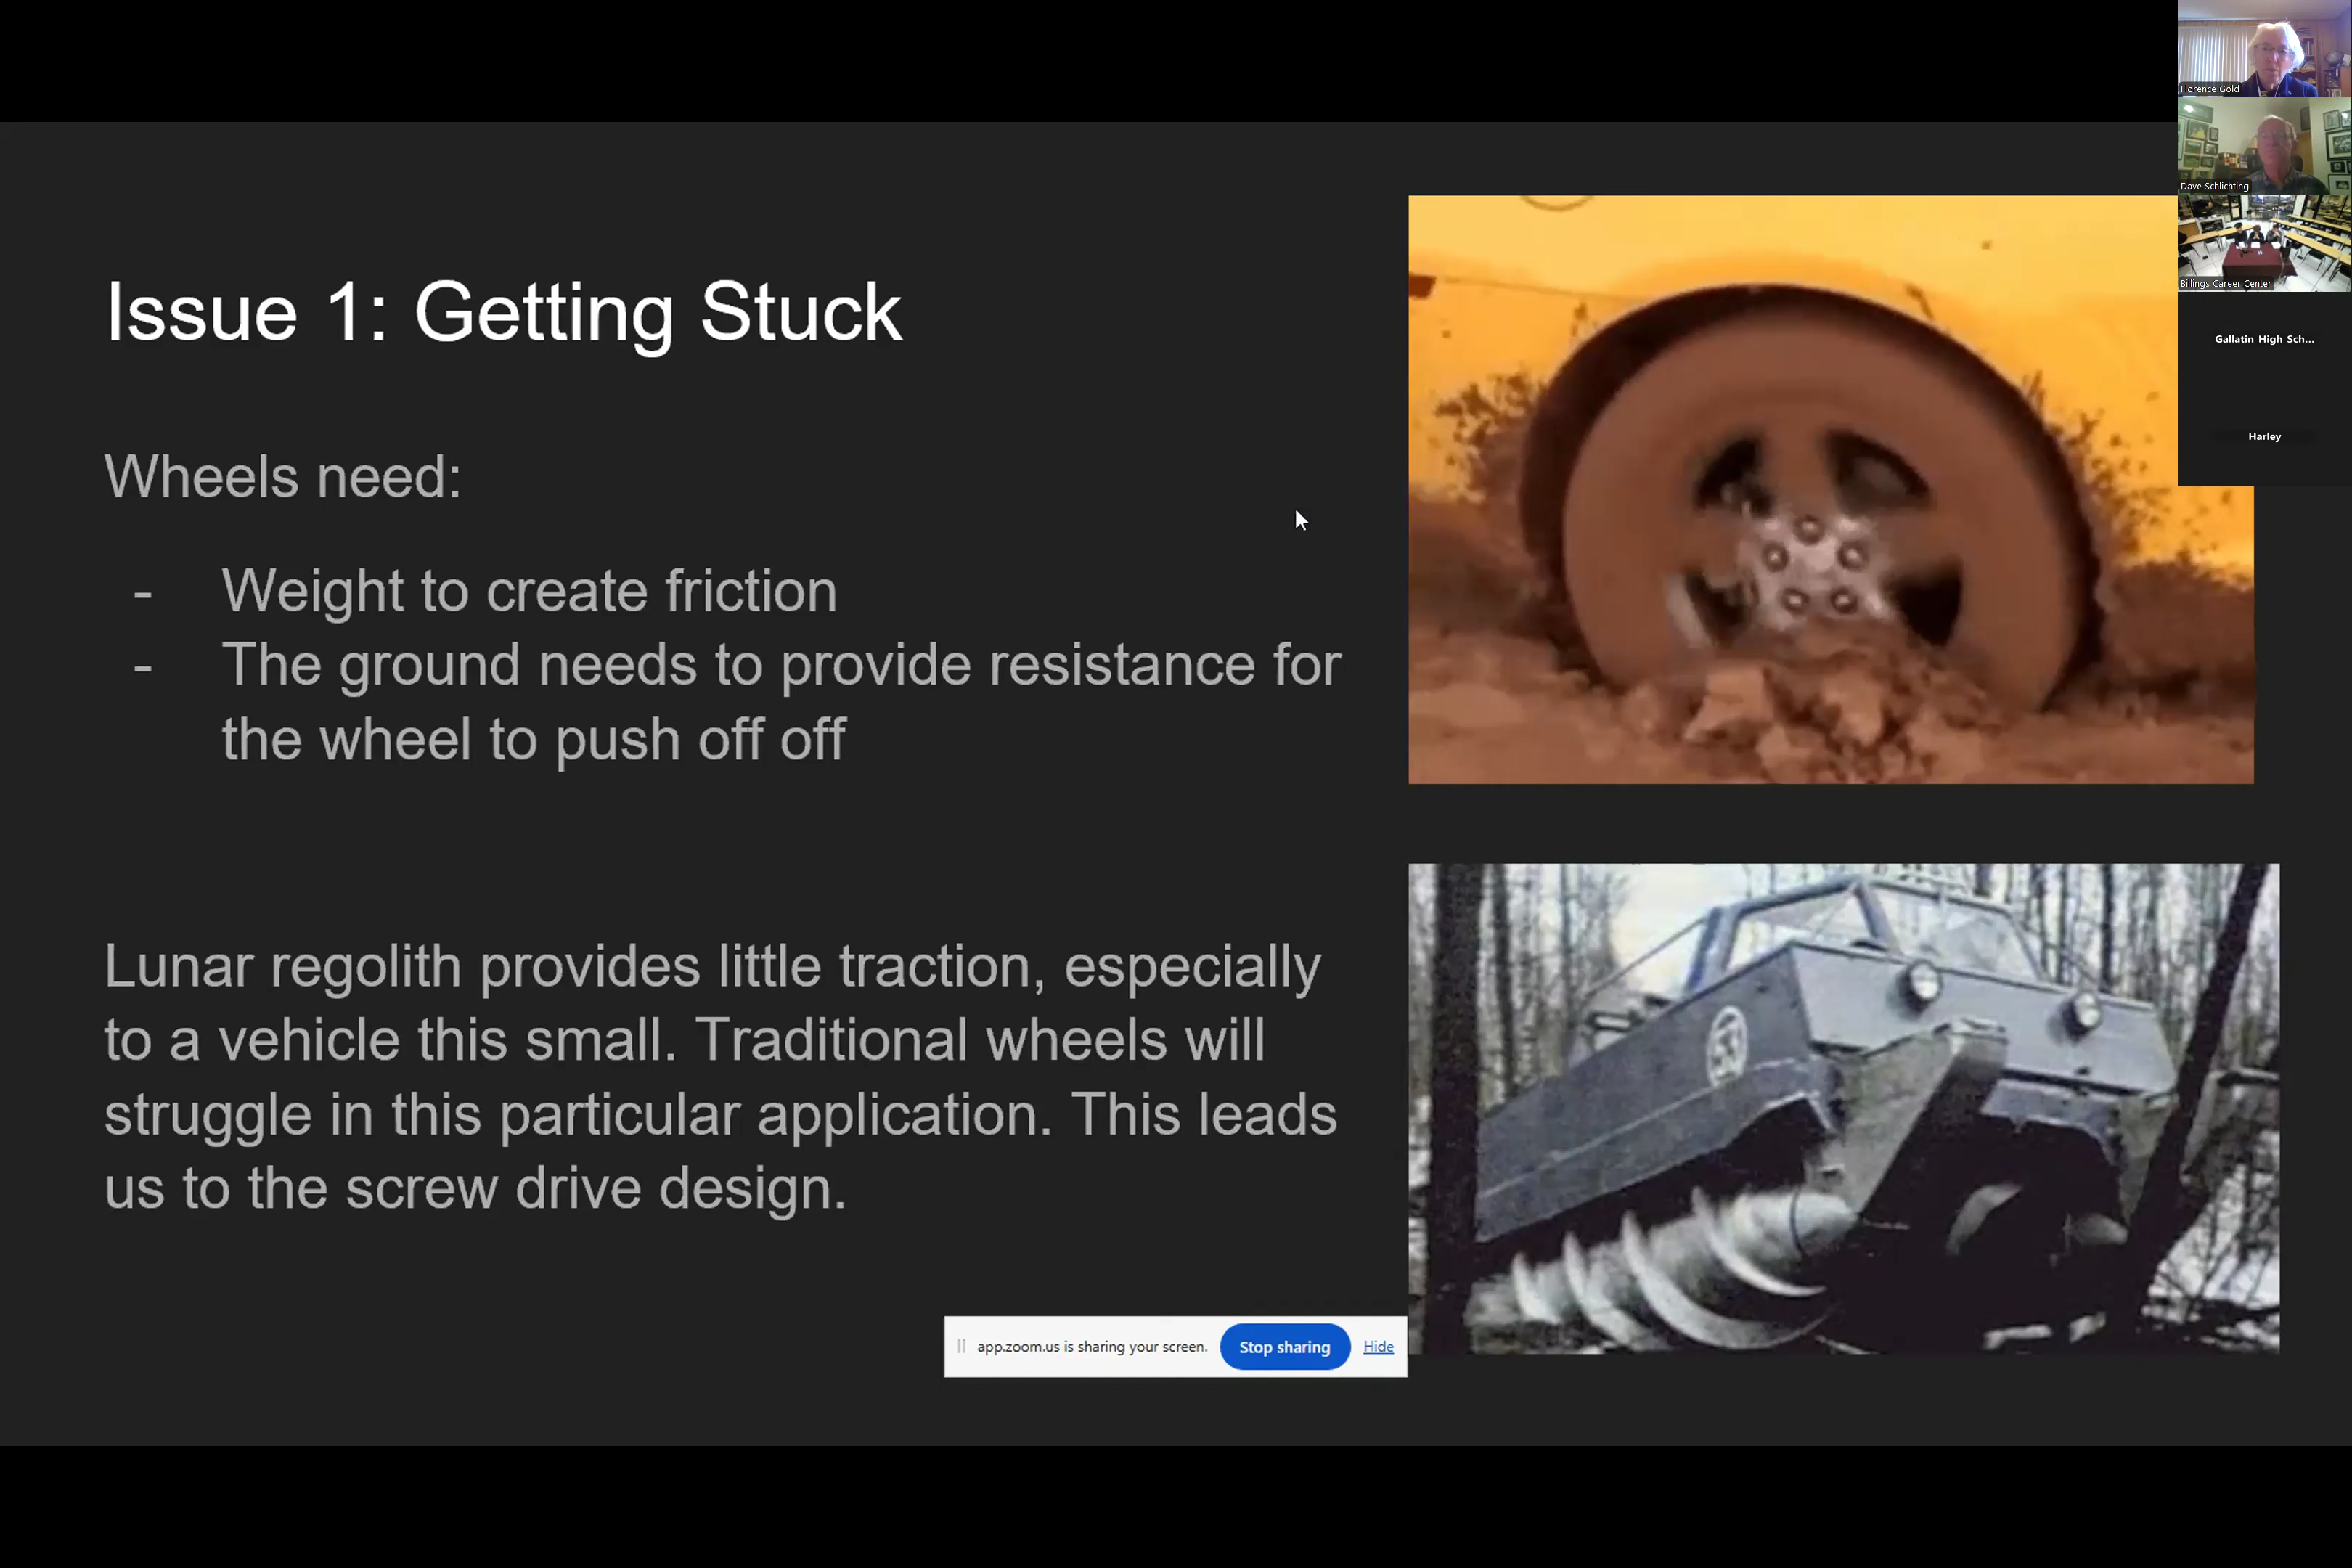 Issue 1: Getting Stuck
Wheels need:
- Weight to create friction
- The ground needs to provide resistance for
the wheel to push off off
Lunar regolith provides little traction, especially
to a vehicle this small. Traditional wheels will
struggle in this particular application. This leads
us to the screw drive design.
53
app.zoom.us is sharing your screen. Stop sharing Hide
Florence Gold
Dave Schlichting
Billings Career Center
Gallatin High Sch...
Harley